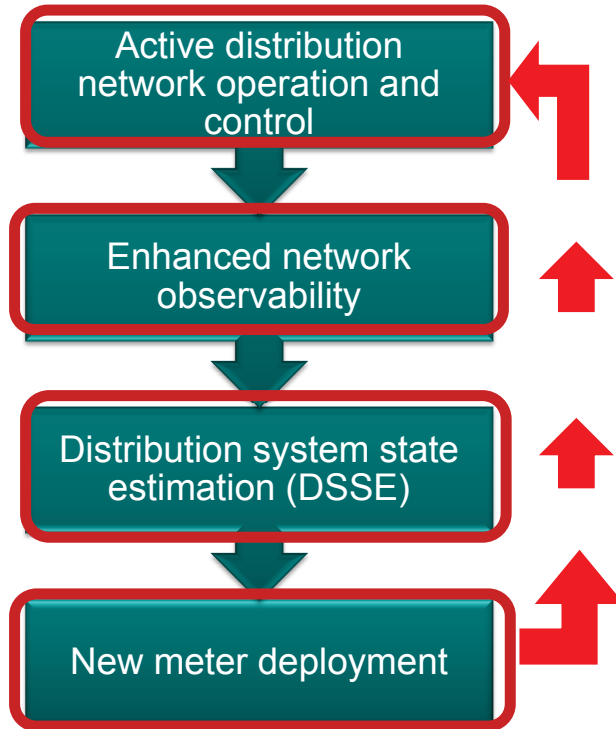 Active distribution
network operation and
control
Enhanced network
observability
Distribution system state
estimation (DSSE)
New meter deployment